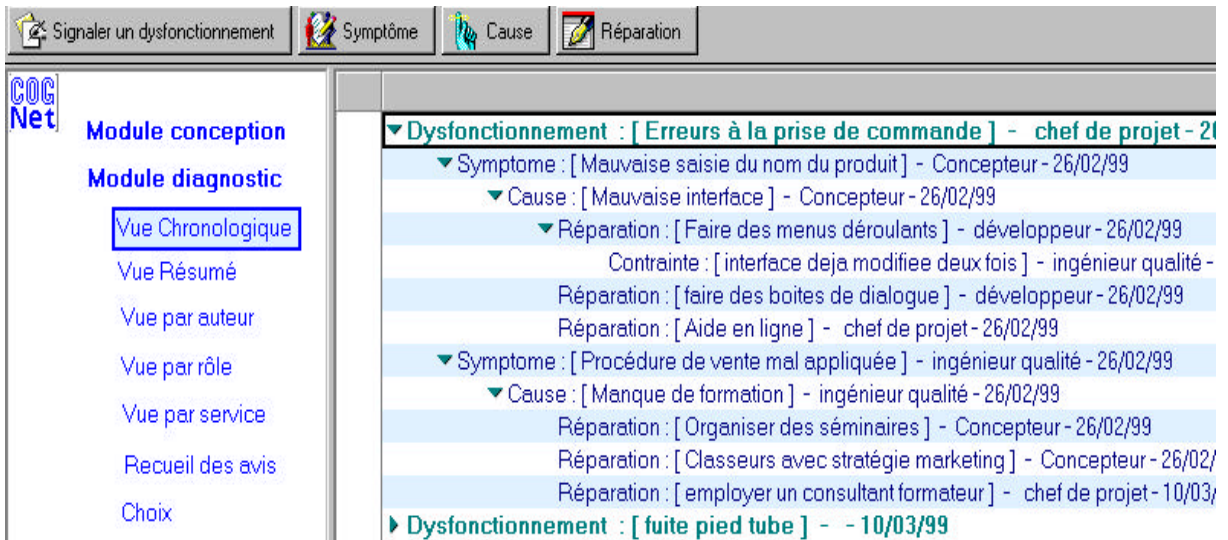 Signaler un dysfonctionnement Symptôme Cause Réparation
COG
Net
Module conception
Module diagnostic
Vue Chronologique
Vue Résumé
Vue par auteur
Vue par rôle
Vue par service
Recueil des avis
Choix
Dysfonctionnement : [ Erreurs à la prise de commande ] - chef de projet - 2
Symptome : [ Mauvaise saisie du nom du produit ] - Concepteur - 26/02/99
Cause : [ Mauvaise interface ] - Concepteur - 26/02/99
Réparation : [ Faire des menus déroulants ] - développeur - 26/02/99
Contrainte : [ interface deja modifiee deux fois ] - ingénieur qualité -
Réparation : [ faire des boites de dialogue ] - développeur - 26/02/99
Réparation : [ Aide en ligne ] - chef de projet - 26/02/99
Symptome : [ Procédure de vente mal appliquée ] - ingénieur qualité - 26/02/99
Cause : [ Manque de formation ] - ingénieur qualité - 26/02/99
Réparation : [ Organiser des séminaires ] - Concepteur - 26/02/99
Réparation : [ Classeurs avec stratégie marketing ] - Concepteur - 26/02/
Réparation : [ employer un consultant formateur ] - chef de projet - 10/03/
Dysfonctionnement : [ fuite pied tube ] - - 10/03/99